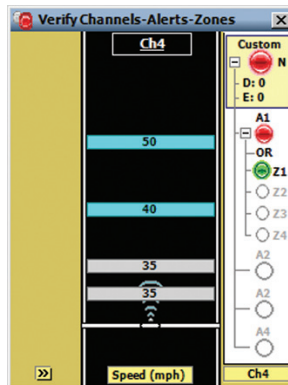 Verify Channels-Alerts-Zones
Ch4
50
40
35
35
Speed (mph)
Custom
N
D: 0
E: 0
A1
OR
Z1
Z2
Z3
Z4
A2
A2
A4
Ch4